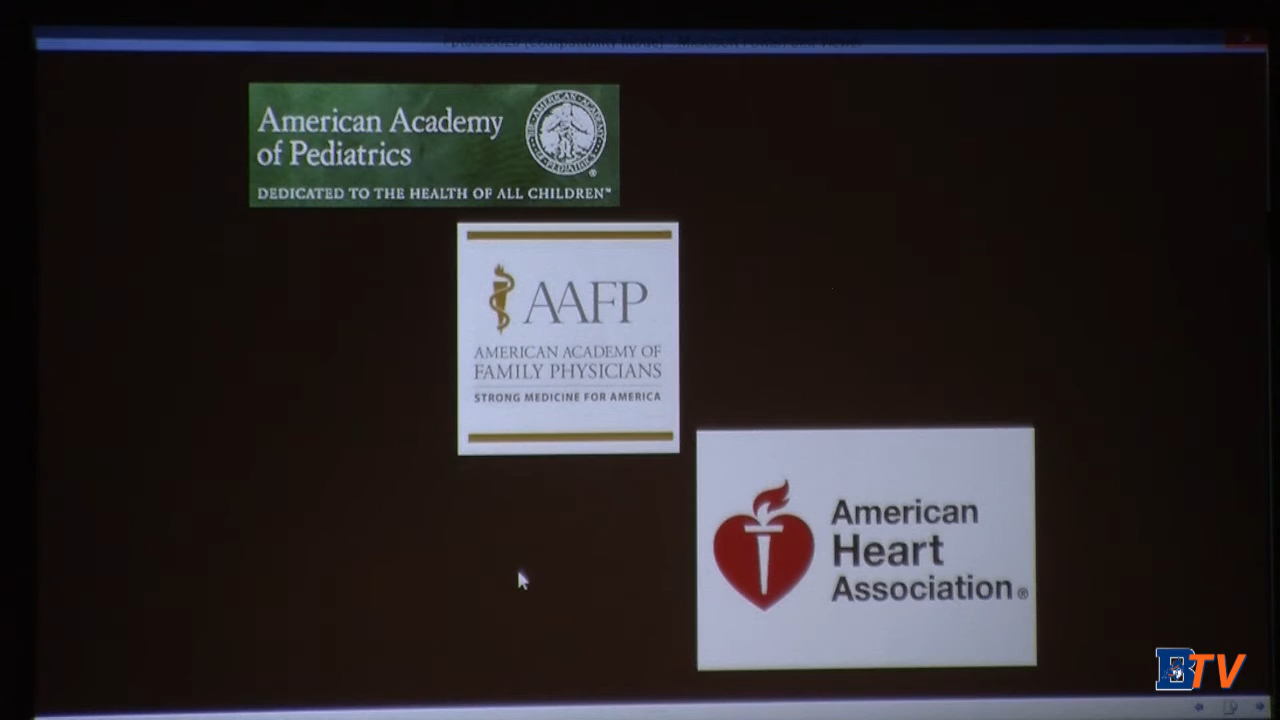 American Academy
of Pediatrics
DEDICATED TO THE HEALTH OF ALL CHILDREN™
AAFP
AMERICAN ACADEMY OF
FAMILY PHYSICIANS
STRONG MEDICINE FOR AMERICA
American
Heart
Association®
BTV